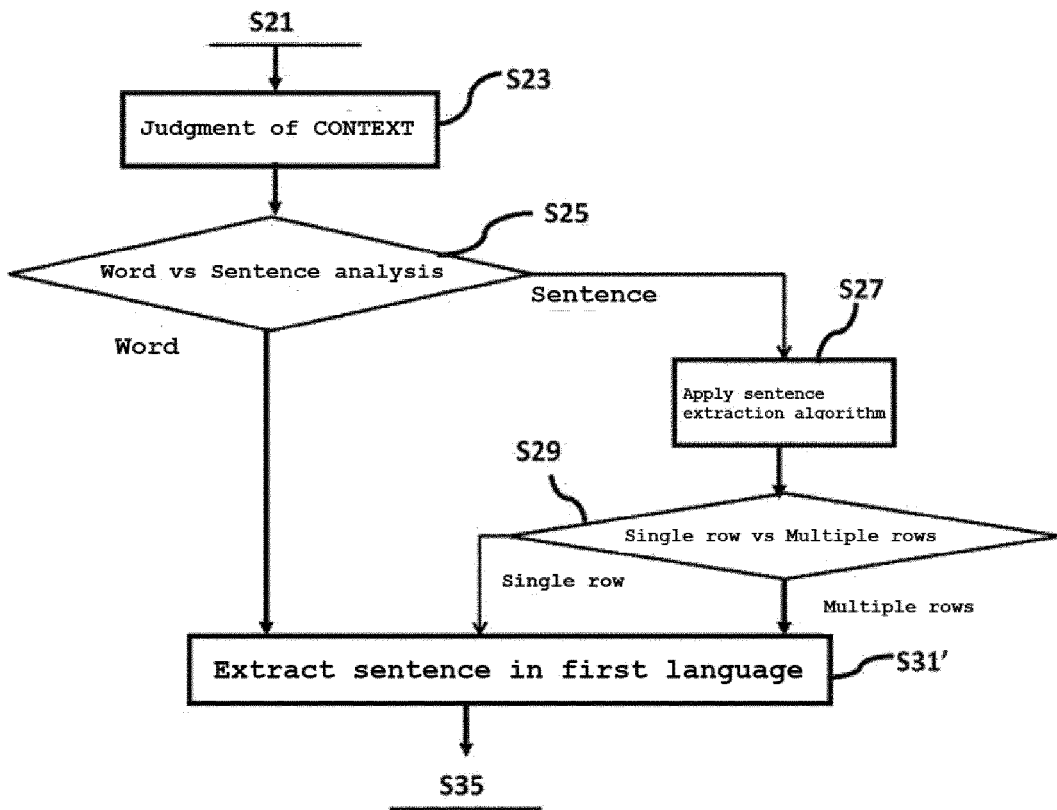 S21
S23
Judgment of CONTEXT
S25
Word vs Sentence analysis
Sentence
S27
Word
Apply sentence
extraction algorithm
S29
Single row vs Multiple rows
Single row
Multiple rows
Extract sentence in first language
S31’
S35